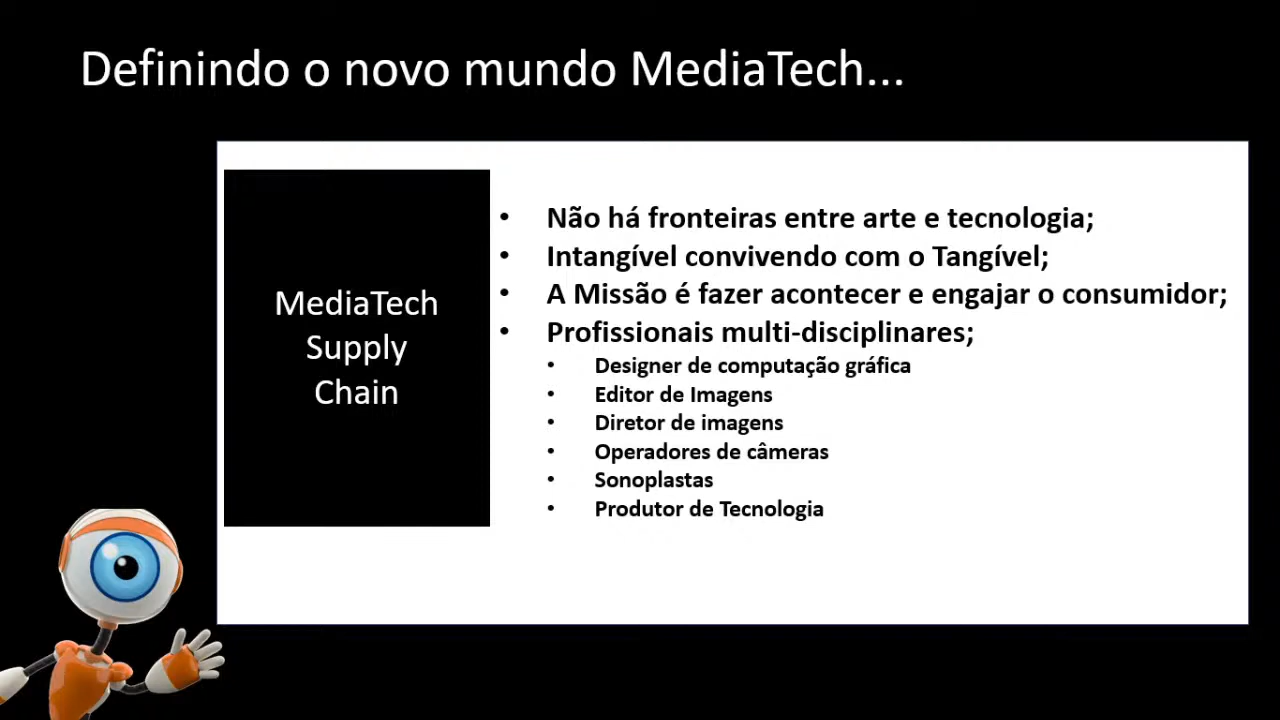 Definindo o novo mundo MediaTech...
MediaTech
Supply
Chain
• Não há fronteiras entre arte e tecnologia;
• Intangível convivendo com o Tangível;
• A Missão é fazer acontecer e engajar o consumidor;
• Profissionais multi-disciplinares;
• Designer de computação gráfica
• Editor de Imagens
• Diretor de imagens
• Operadores de câmeras
• Sonoplastas
• Produtor de Tecnologia